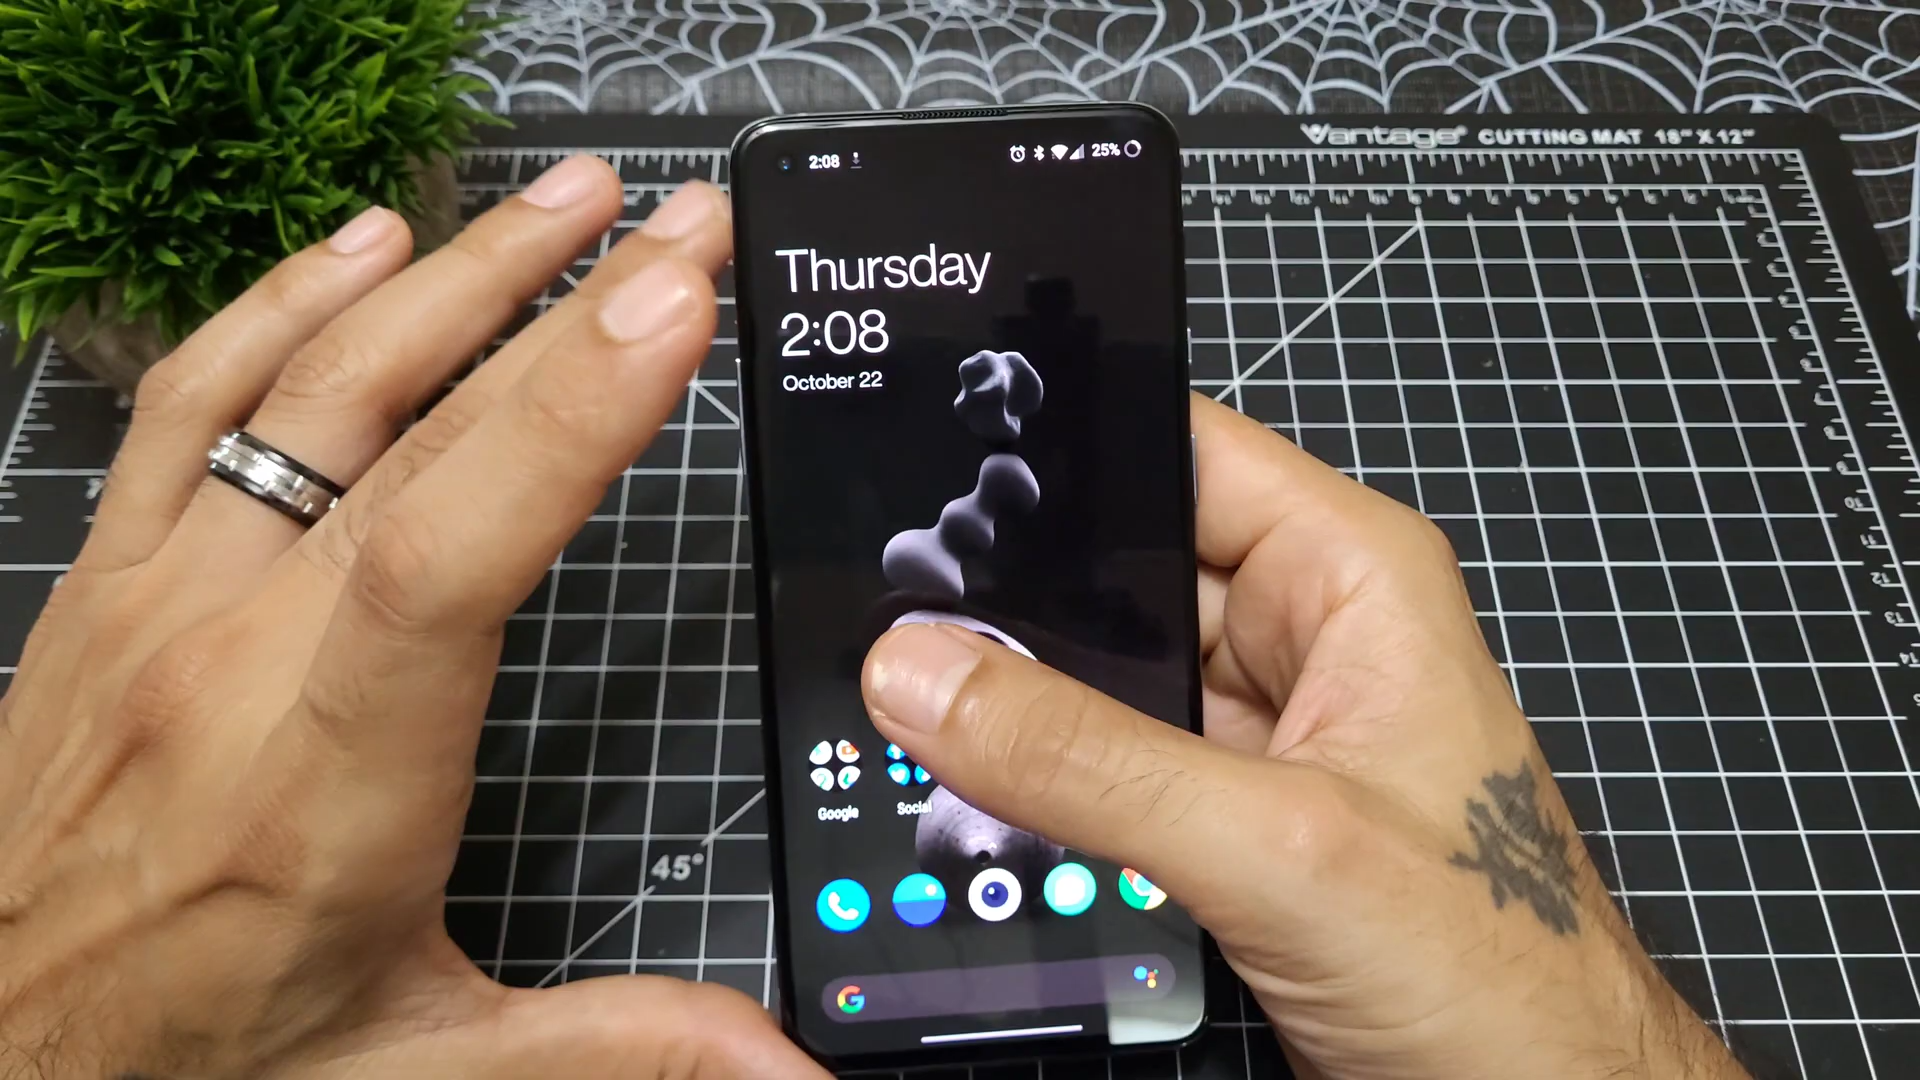 Vantage® CUTTING MAT 18" X 12"
2:08
25%
Thursday
2:08
October 22
Google
Social
45°